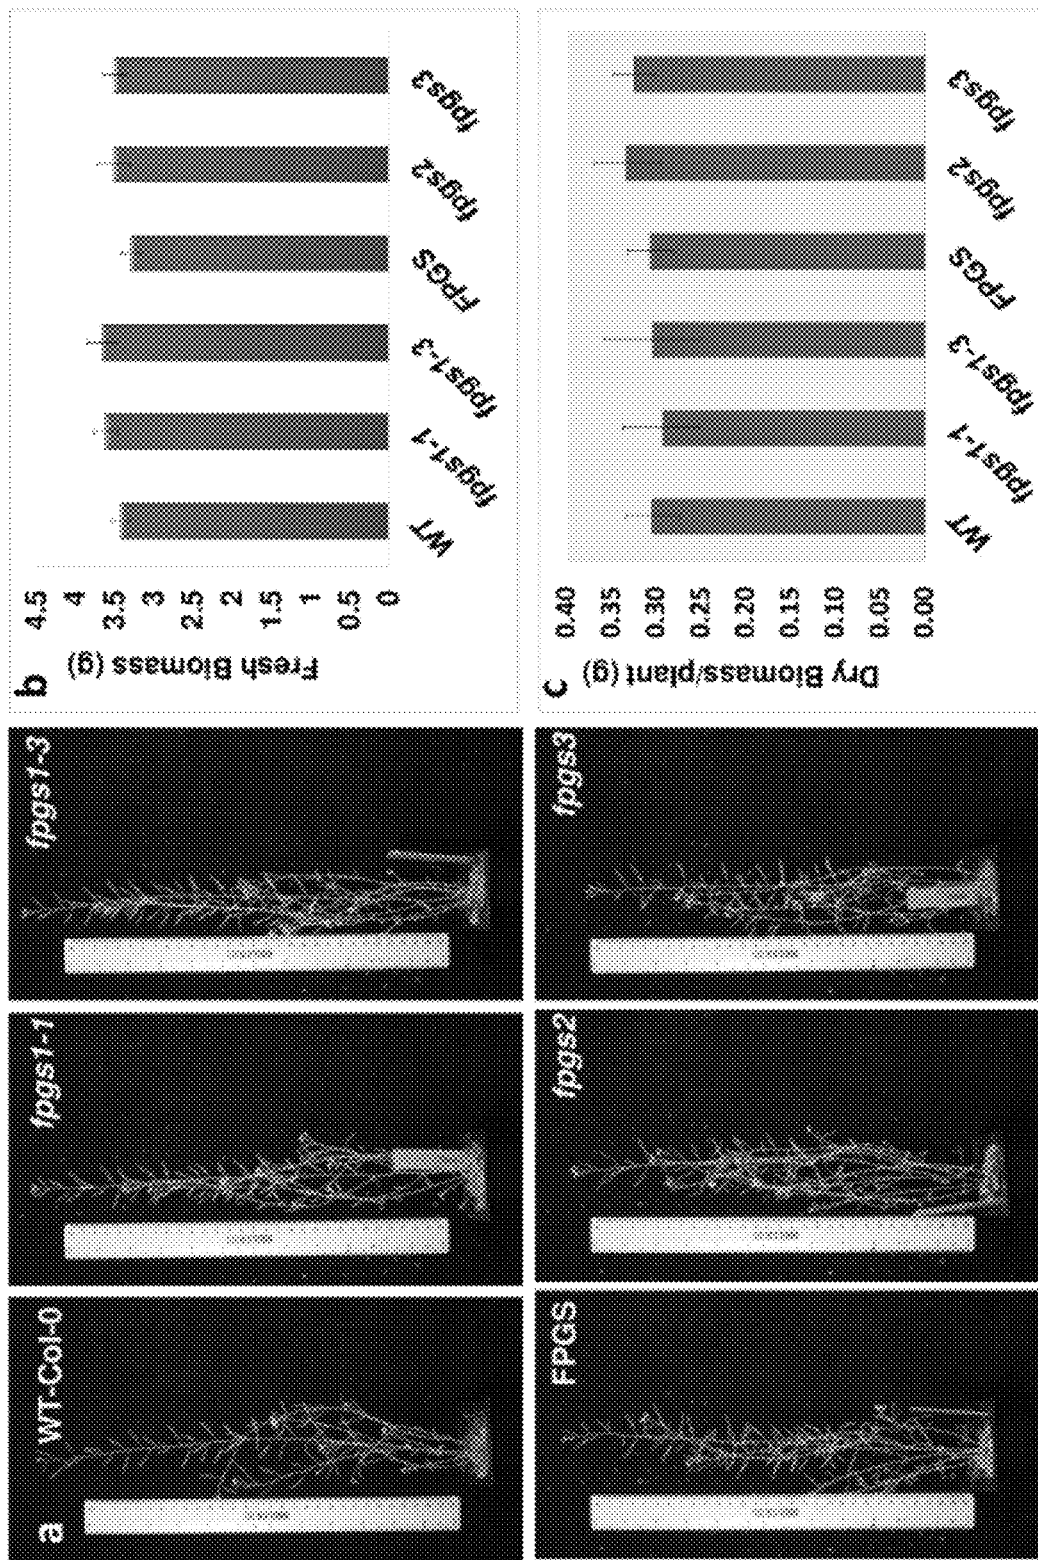 a
WT-Col-0
fpgs1-1
fpgs1-3
FPGS
fpgs2
fpgs3
b
Fresh Biomass (g)
4.5
4
3.5
3
2.5
2
1.5
1
0.5
0
WT
fpgs1-1
fpgs1-3
FPGS
fpgs2
fpgs3
c
Dry Biomass/plant (g)
0.40
0.35
0.30
0.25
0.20
0.15
0.10
0.05
0.00
WT
fpgs1-1
fpgs1-3
FPGS
fpgs2
fpgs3